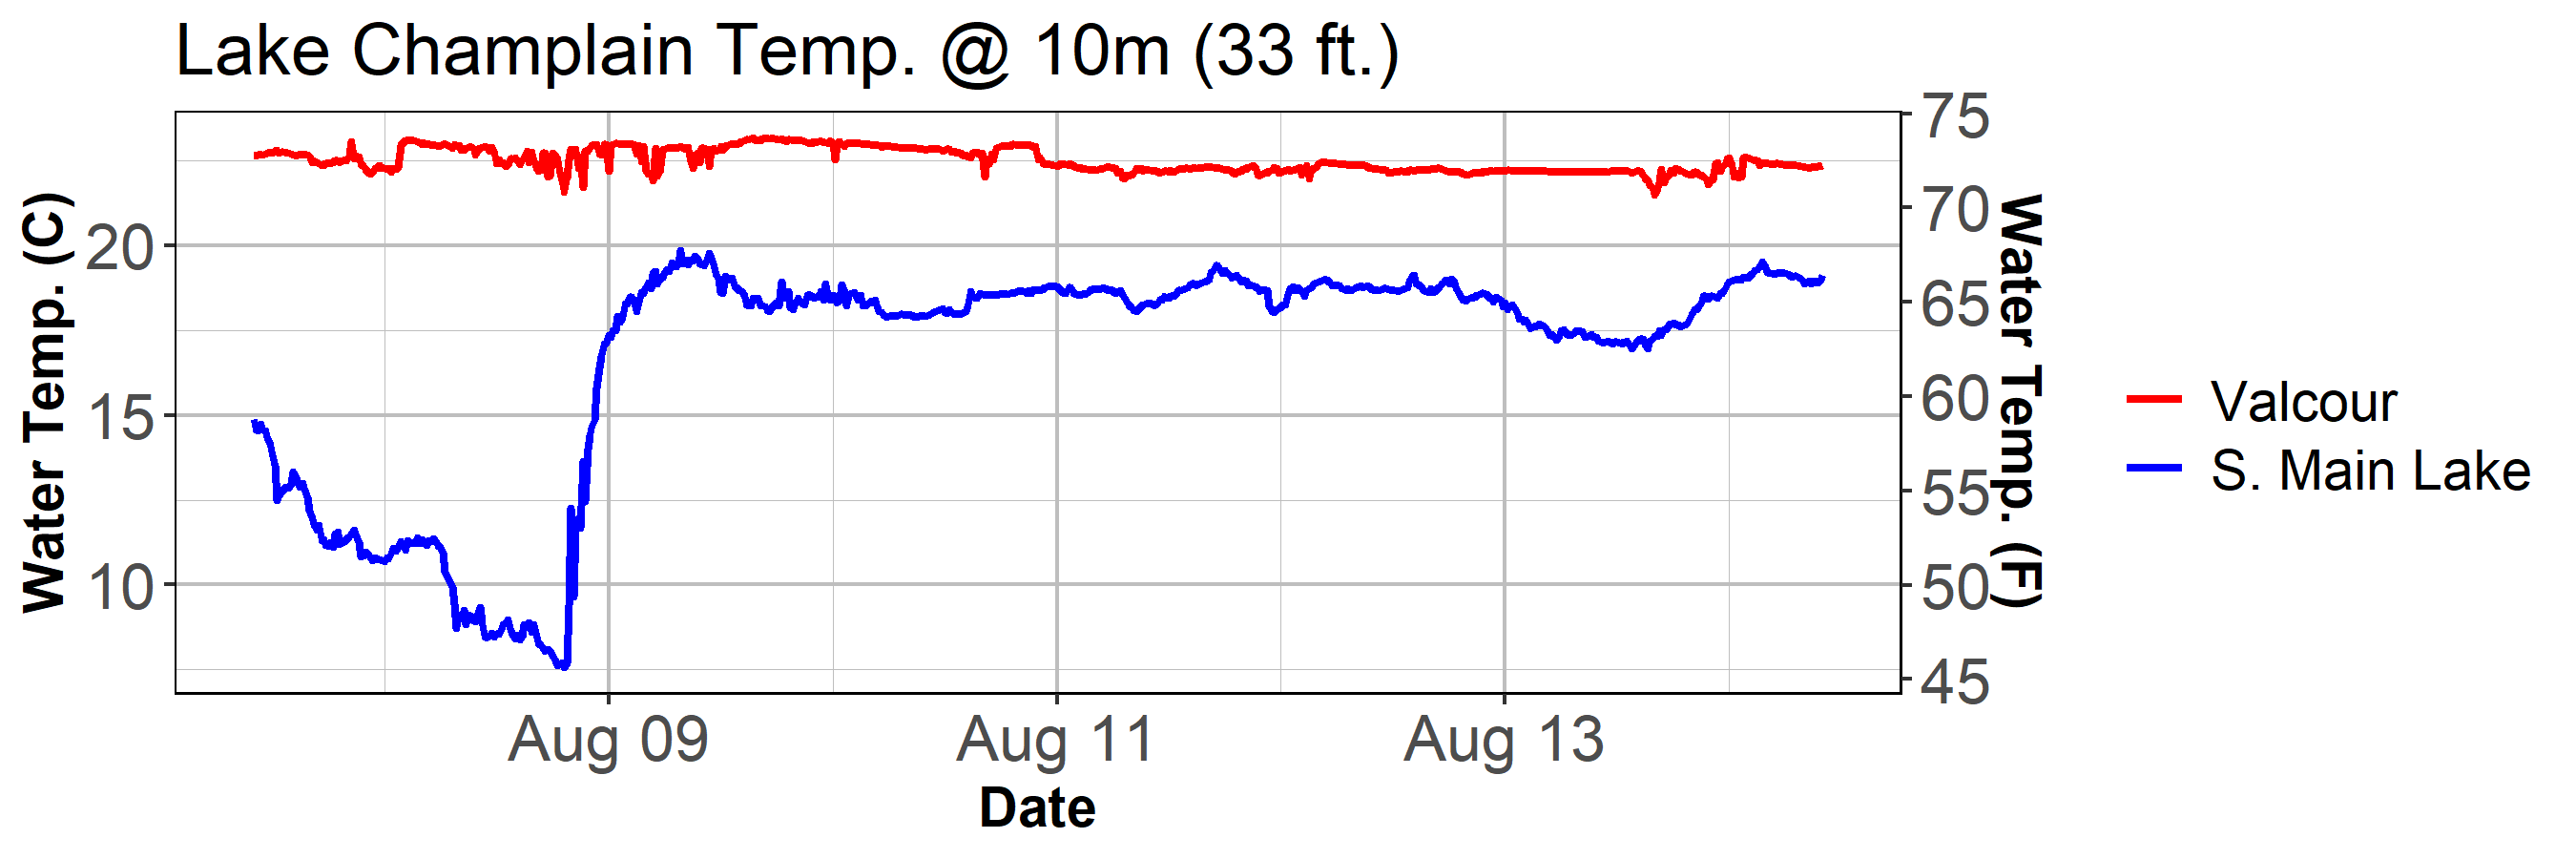 Lake Champlain Temp. @ 10m (33 ft.)
Water Temp. (C)
20
15
10
75
70
65
60
55
50
45
Water Temp. (F)
Aug 09
Aug 11
Aug 13
Date
Valcour
S. Main Lake